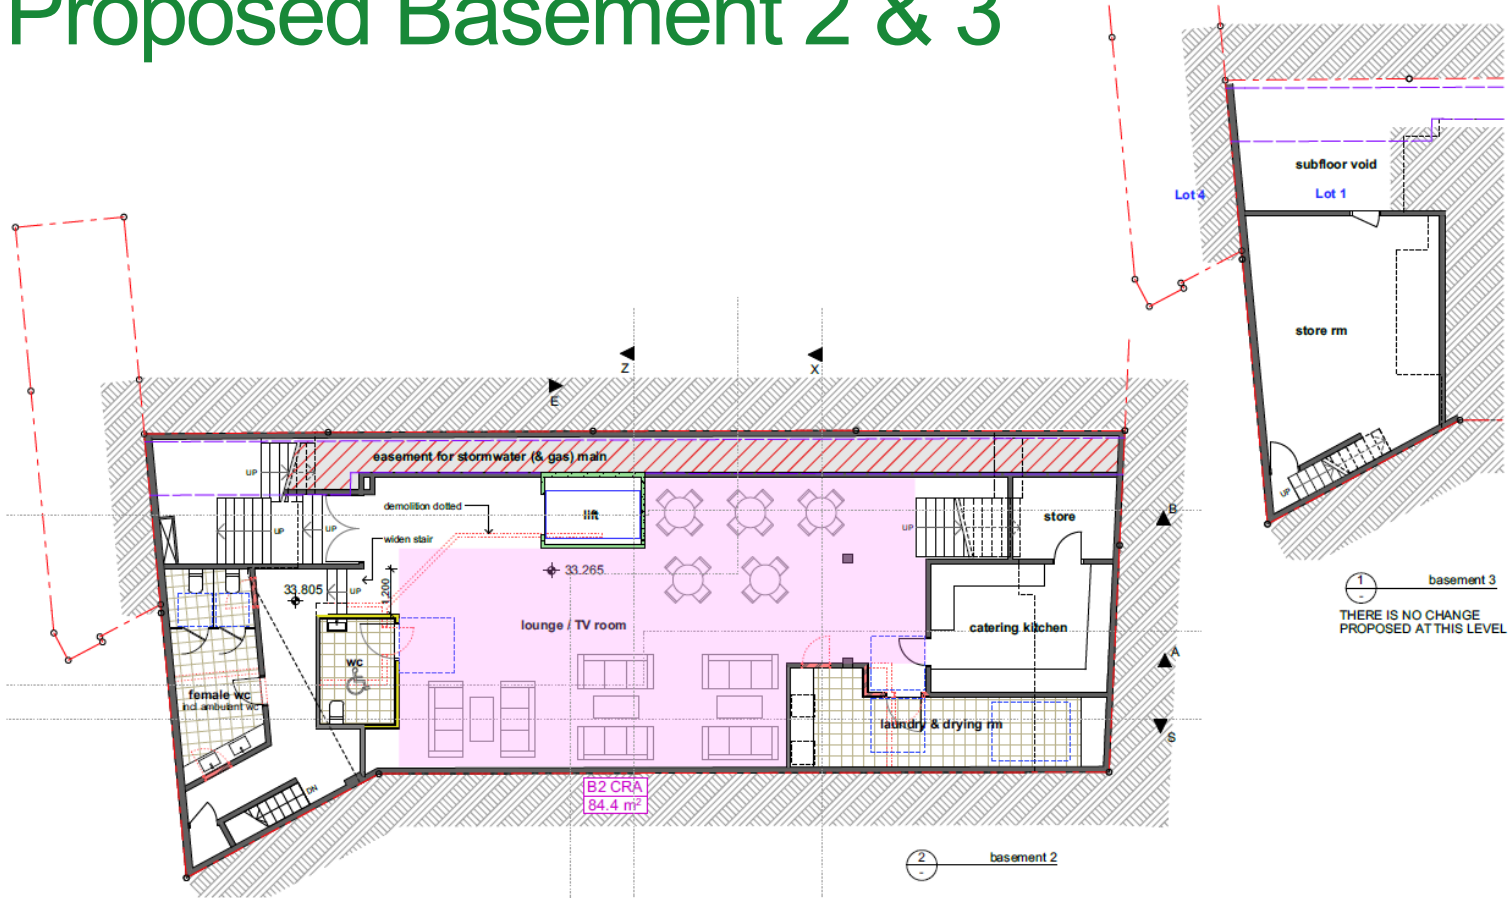 Proposed Basement 2 & 3
subfloor void
Lot 4
Lot 1
store rm
UP
1
-
basement 3
THERE IS NO CHANGE
PROPOSED AT THIS LEVEL
Z
X
E
easement for stormwater (& gas) main
UP
demolition dotted
lift
UP
UP
UP
store
B
widen stair
33.265
33.805
UP
1,200
lounge / TV room
catering kitchen
A
wc
female wc
incl ambulant wc
laundry & drying rm
S
DN
B2 CRA
84.4 m²
2
-
basement 2